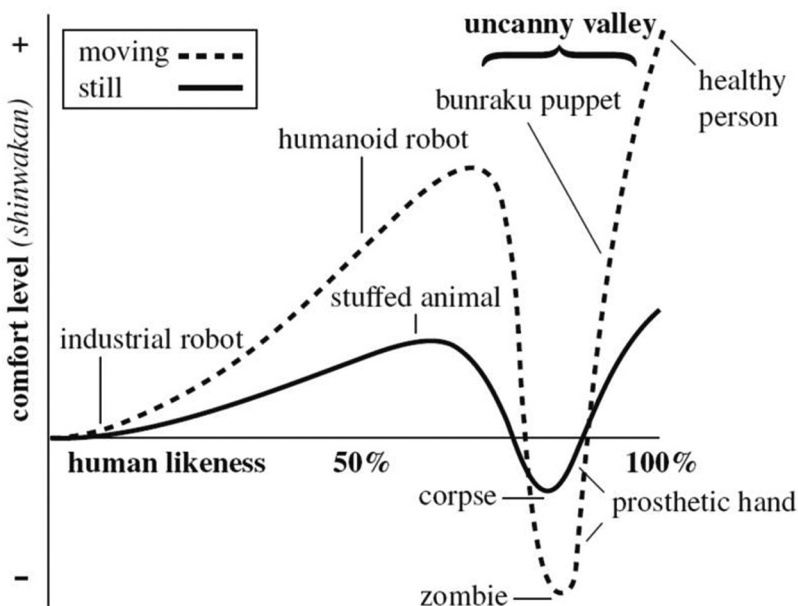 uncanny valley
+
moving
still
healthy
person
bunraku puppet
humanoid robot
comfort level (shinwakan)
stuffed animal
industrial robot
human likeness
50%
100%
corpse
prosthetic hand
-
zombie